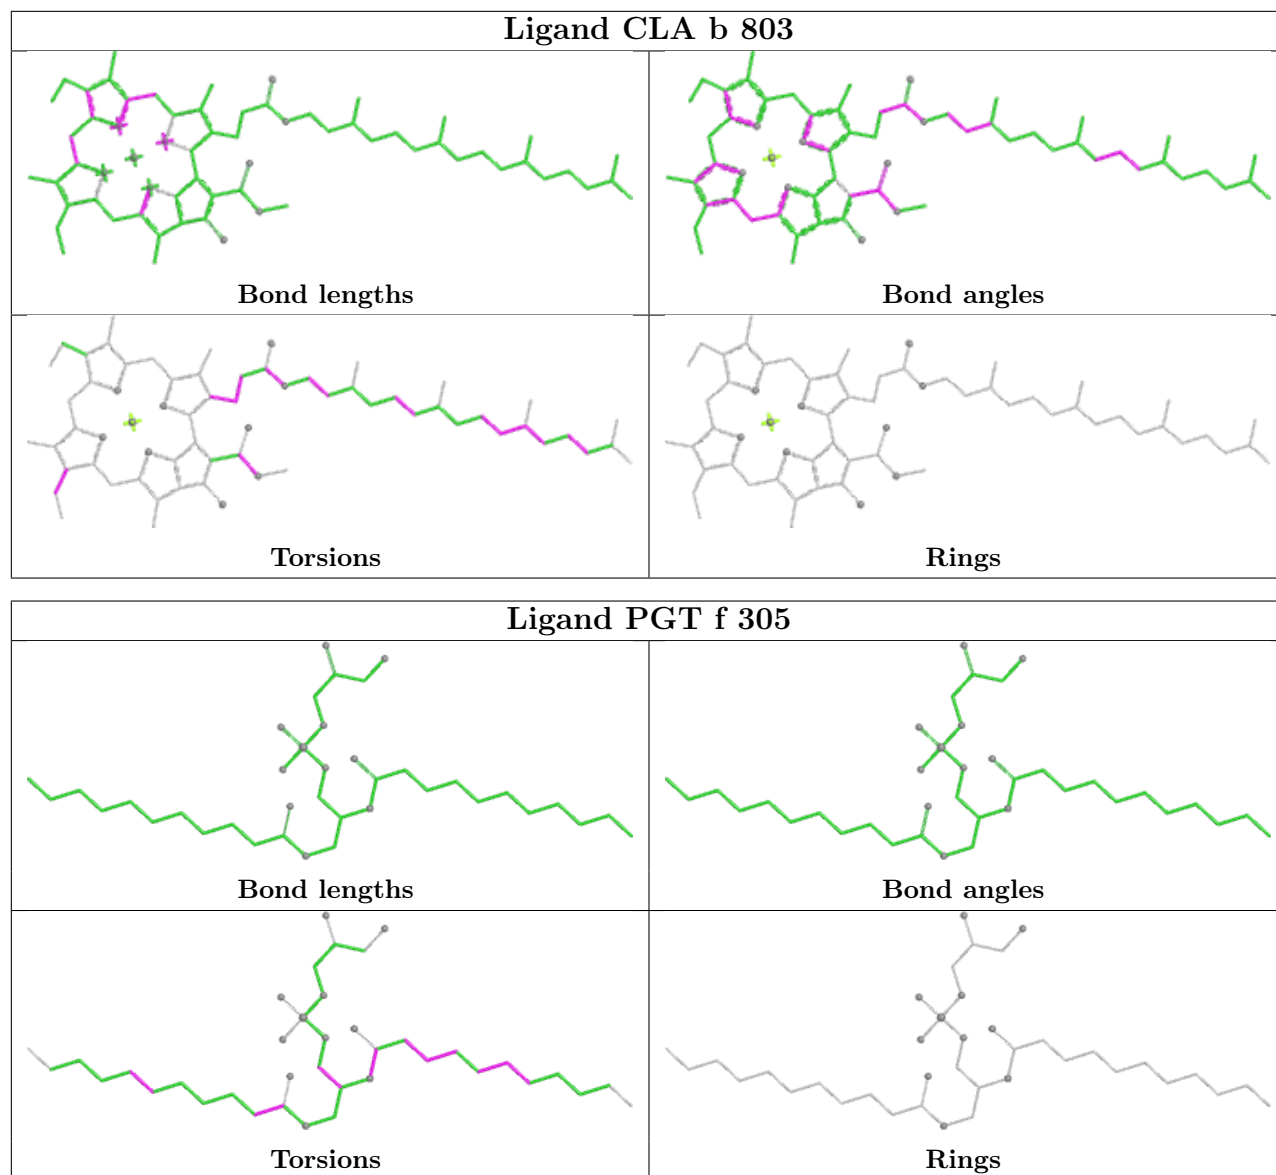 Ligand CLA b 803
Bond lengths
Bond angles
Torsions
Rings
Ligand PGT f 305
Bond lengths
Bond angles
Torsions
Rings